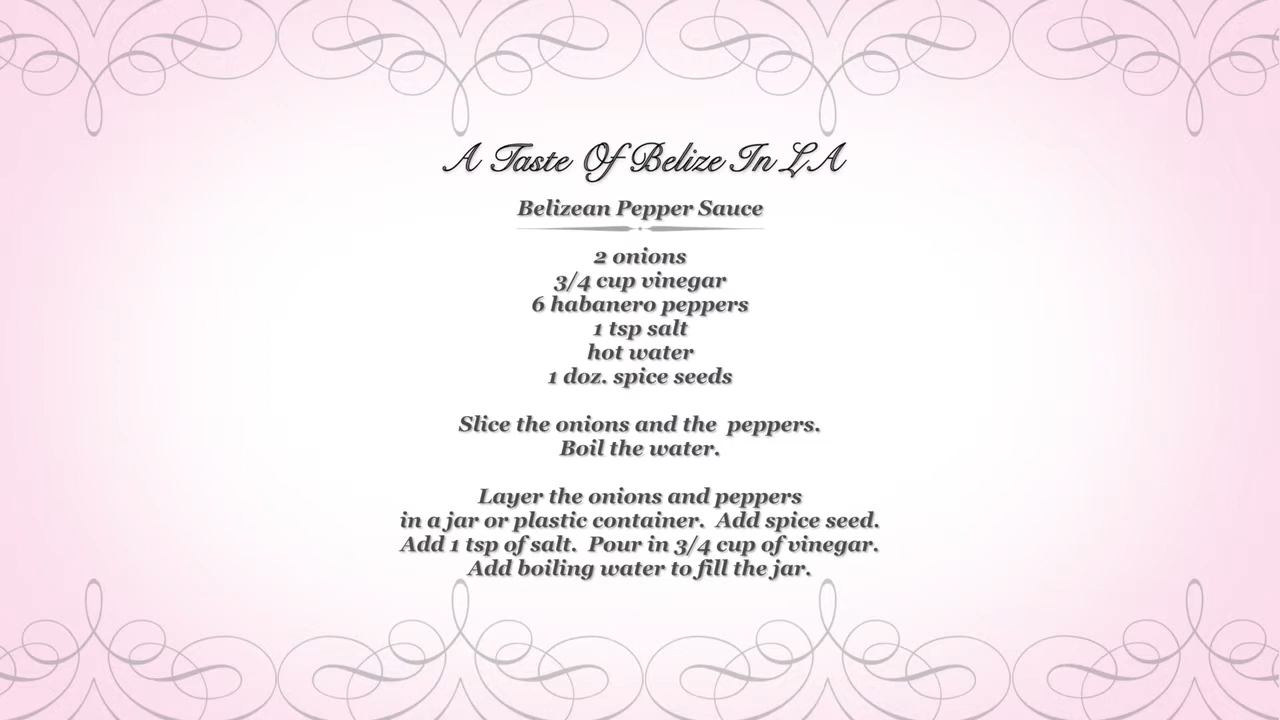 A Taste Of Belize In LA
Belizean Pepper Sauce
2 onions
3/4 cup vinegar
6 habanero peppers
1 tsp salt
hot water
1 doz. spice seeds
Slice the onions and the  peppers.
Boil the water.
Layer the onions and peppers
in a jar or plastic container.  Add spice seed.
Add 1 tsp of salt.  Pour in 3/4 cup of vinegar.
Add boiling water to fill the jar.